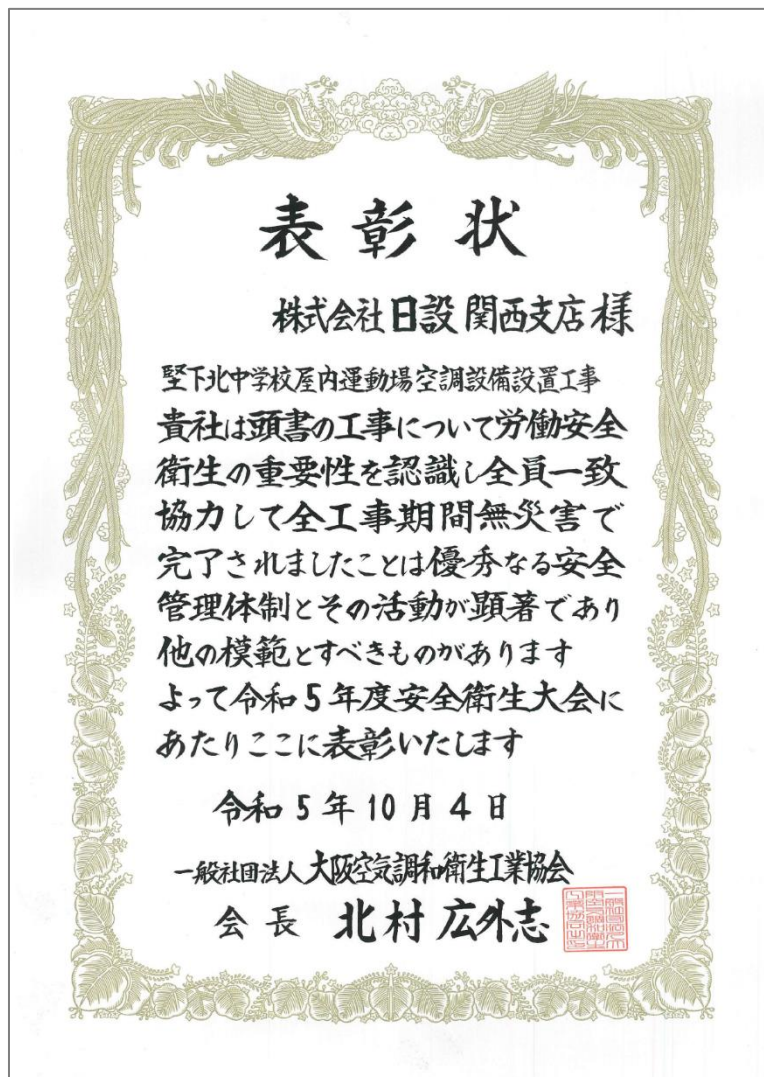 表彰状
株式会社日設関西支店様
堅下北中学校屋内運動場空調設備設置工事
貴社は頭書の工事について労働安全
衛生の重要性を認識し全員一致
協力して全工事期間無災害で
完了されましたことは優秀なる安全
管理体制とその活動が顕著であり
他の模範とすべきものがあります
よって令和5年度安全衛生大会に
あたりここに表彰いたします
令和5年10月4日
一般社団法人大阪空気調和衛生工業協会
会長 北村広外志